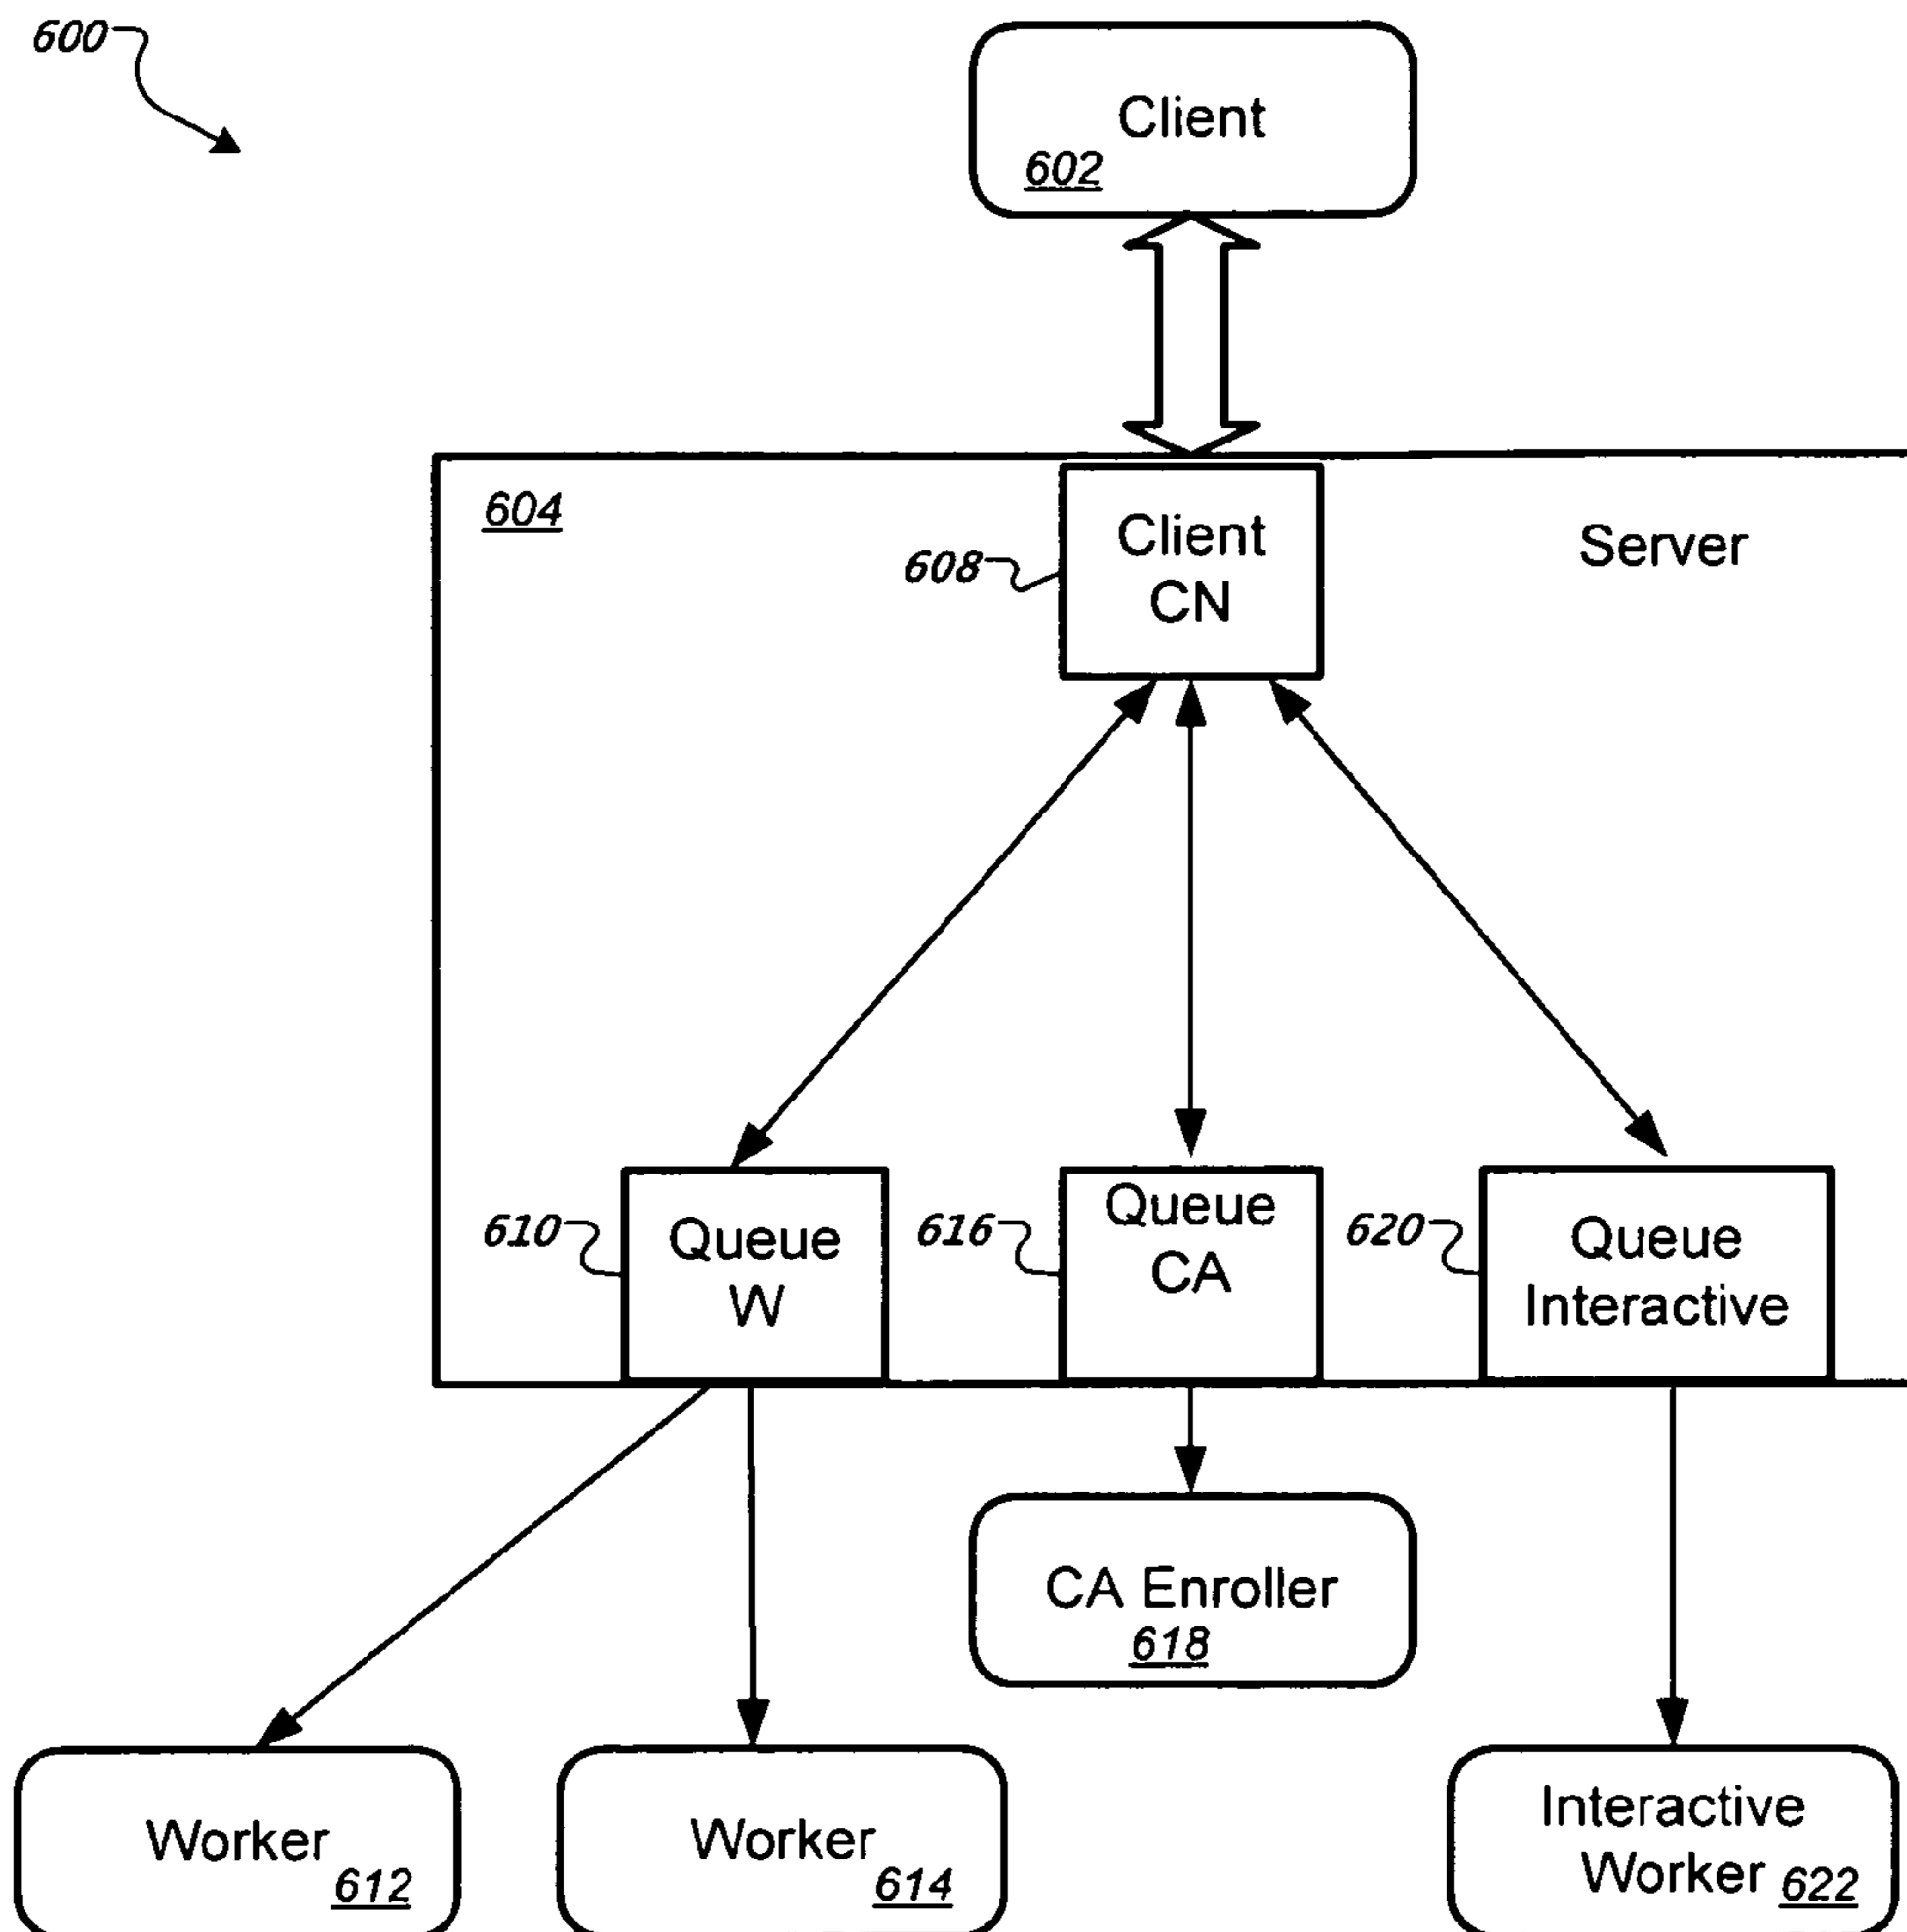 600
Client
602
604
Server
608
Client
CN
610
Queue
W
616
Queue
CA
620
Queue
Interactive
CA Enroller
618
Worker
612
Worker
614
Interactive
Worker 622